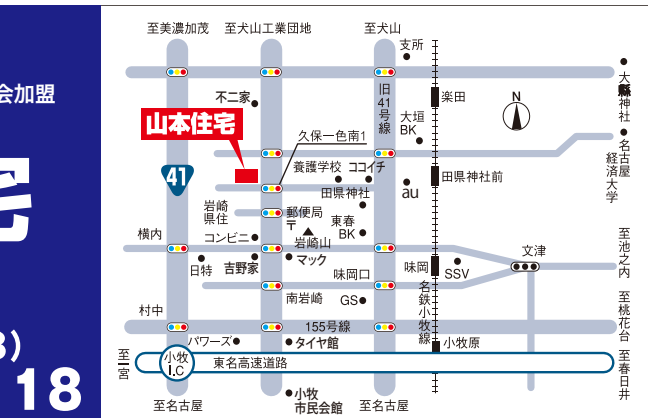 会加盟
宅
3)
18
至美濃加茂
至犬山工業団地
至犬山
支所
不二家
旧41号線
楽田
N
大縣神社
山本住宅
大垣
BK
久保一色南1
名古屋
経済大学
41
養護学校
ココイチ
田県神社前
田県神社
au
岩崎
県住
郵便局
〒
東春
BK
横内
コンビニ
岩崎山
文津
至池之内
日特
吉野家
マック
味岡口
味岡
SSV
村中
南岩崎
GS
名鉄小牧線
至桃花台
155号線
パワーズ
タイヤ館
小牧原
至一宮
小牧
I.C
東名高速道路
至春日井
小牧
市民会館
至名古屋
至名古屋